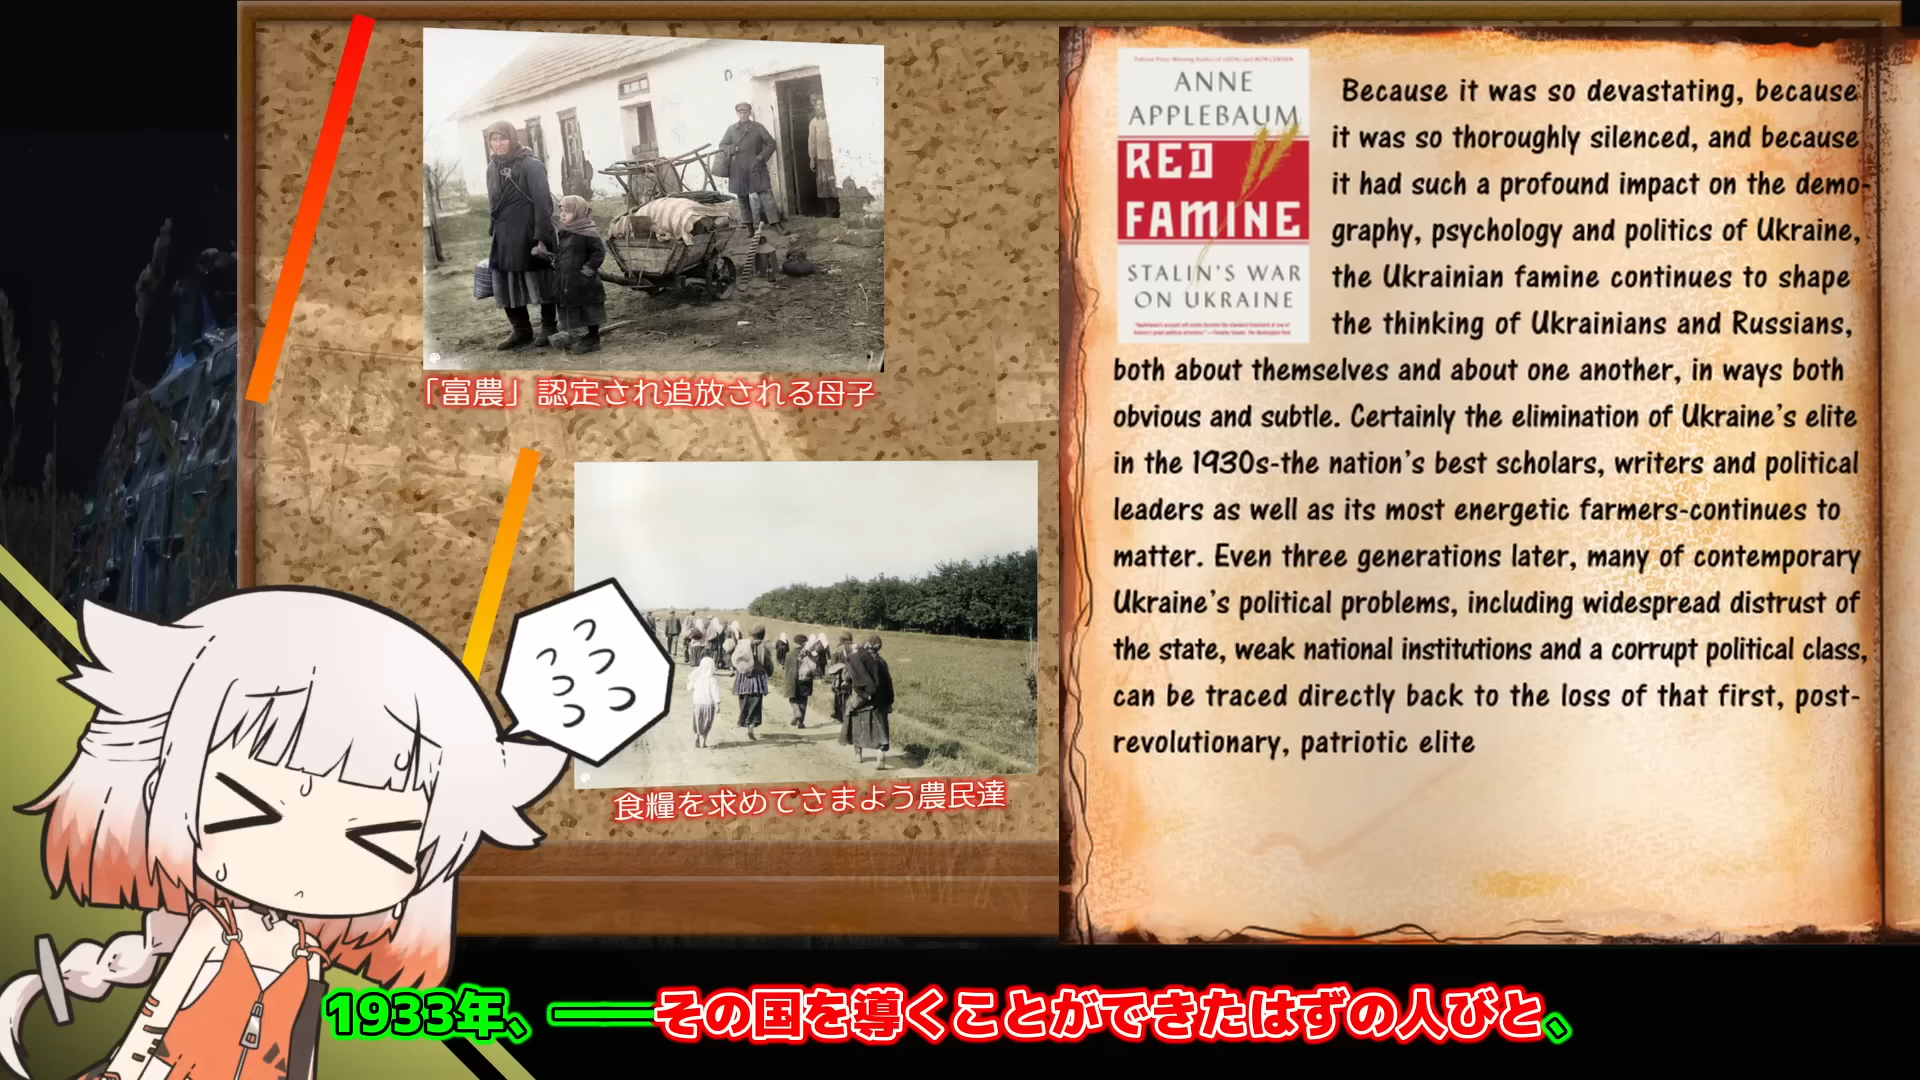 「富農」認定され追放される母子
食糧を求めてさまよう農民達
っ
っ
っ
っ
っ
っ
ANNE
APPLEBAUM
RED
FAMINE
STALIN'S WAR
ON UKRAINE
Because it was so devastating, because
it was so thoroughly silenced, and because
it had such a profound impact on the demo-
graphy, psychology and politics of Ukraine,
the Ukrainian famine continues to shape
the thinking of Ukrainians and Russians,
both about themselves and about one another, in ways both
obvious and subtle. Certainly the elimination of Ukraine's elite
in the 1930s-the nation's best scholars, writers and political
leaders as well as its most energetic farmers-continues to
matter. Even three generations later, many of contemporary
Ukraine's political problems, including widespread distrust of
the state, weak national institutions and a corrupt political class,
can be traced directly back to the loss of that first, post-
revolutionary, patriotic elite
1933年、――その国を導くことができたはずの人びと、